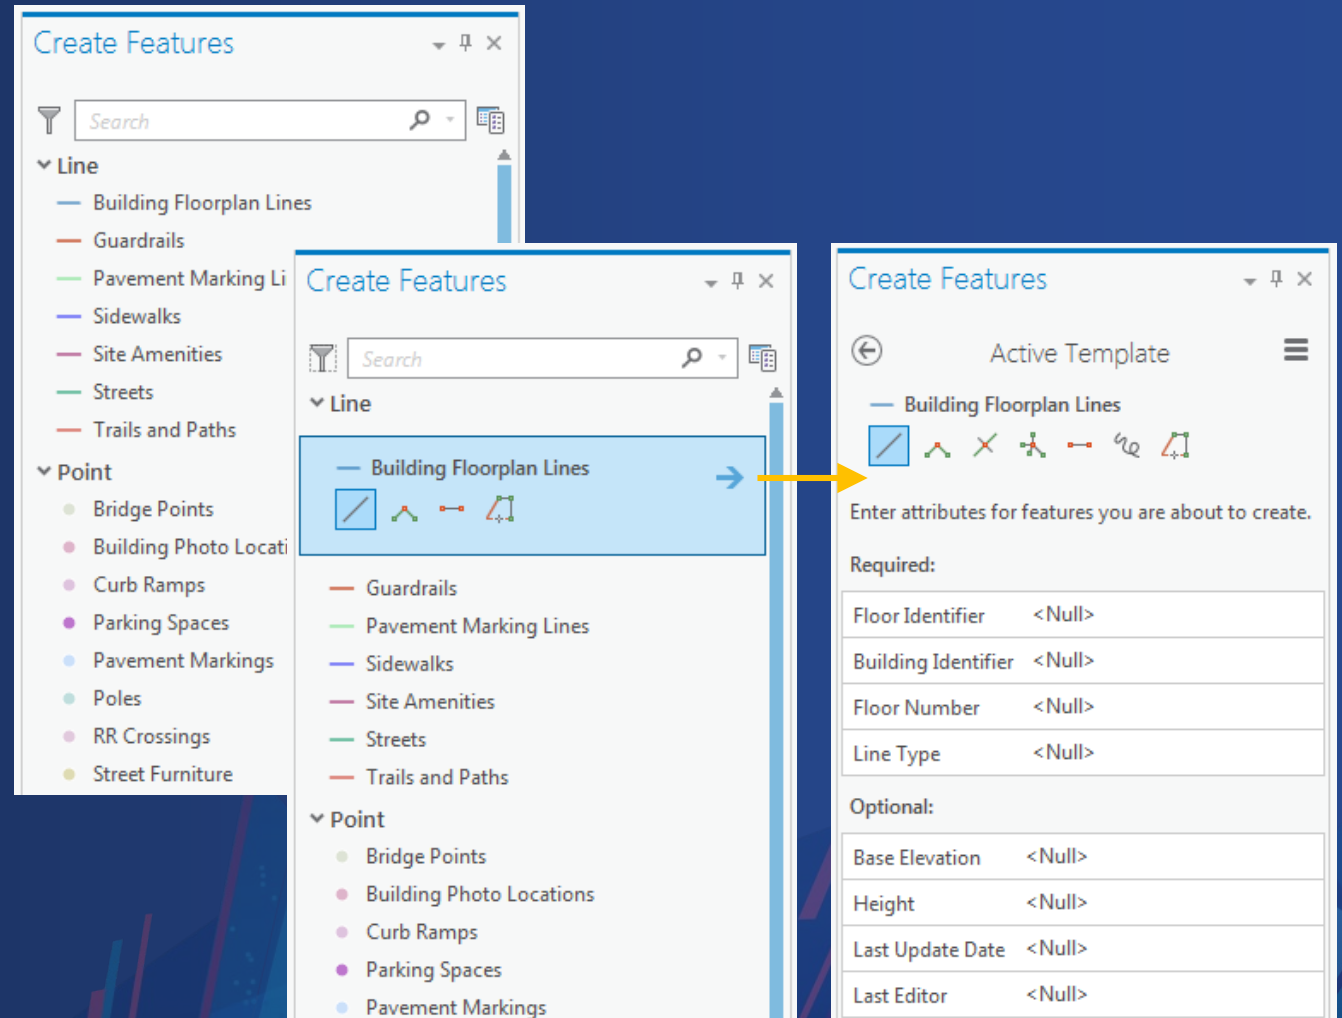 Create Features
Search
Line
Building Floorplan Lines
Guardrails
Pavement Marking Li
Sidewalks
Site Amenities
Streets
Trails and Paths
Point
Bridge Points
Building Photo Locati
Curb Ramps
Parking Spaces
Pavement Markings
Poles
RR Crossings
Street Furniture
Create Features
Search
Line
Building Floorplan Lines
Guardrails
Pavement Marking Lines
Sidewalks
Site Amenities
Streets
Trails and Paths
Point
Bridge Points
Building Photo Locations
Curb Ramps
Parking Spaces
Pavement Markings
Create Features
Active Template
Building Floorplan Lines
Enter attributes for features you are about to create.
Required:
Floor Identifier <Null>
Building Identifier <Null>
Floor Number <Null>
Line Type <Null>
Optional:
Base Elevation <Null>
Height <Null>
Last Update Date <Null>
Last Editor <Null>